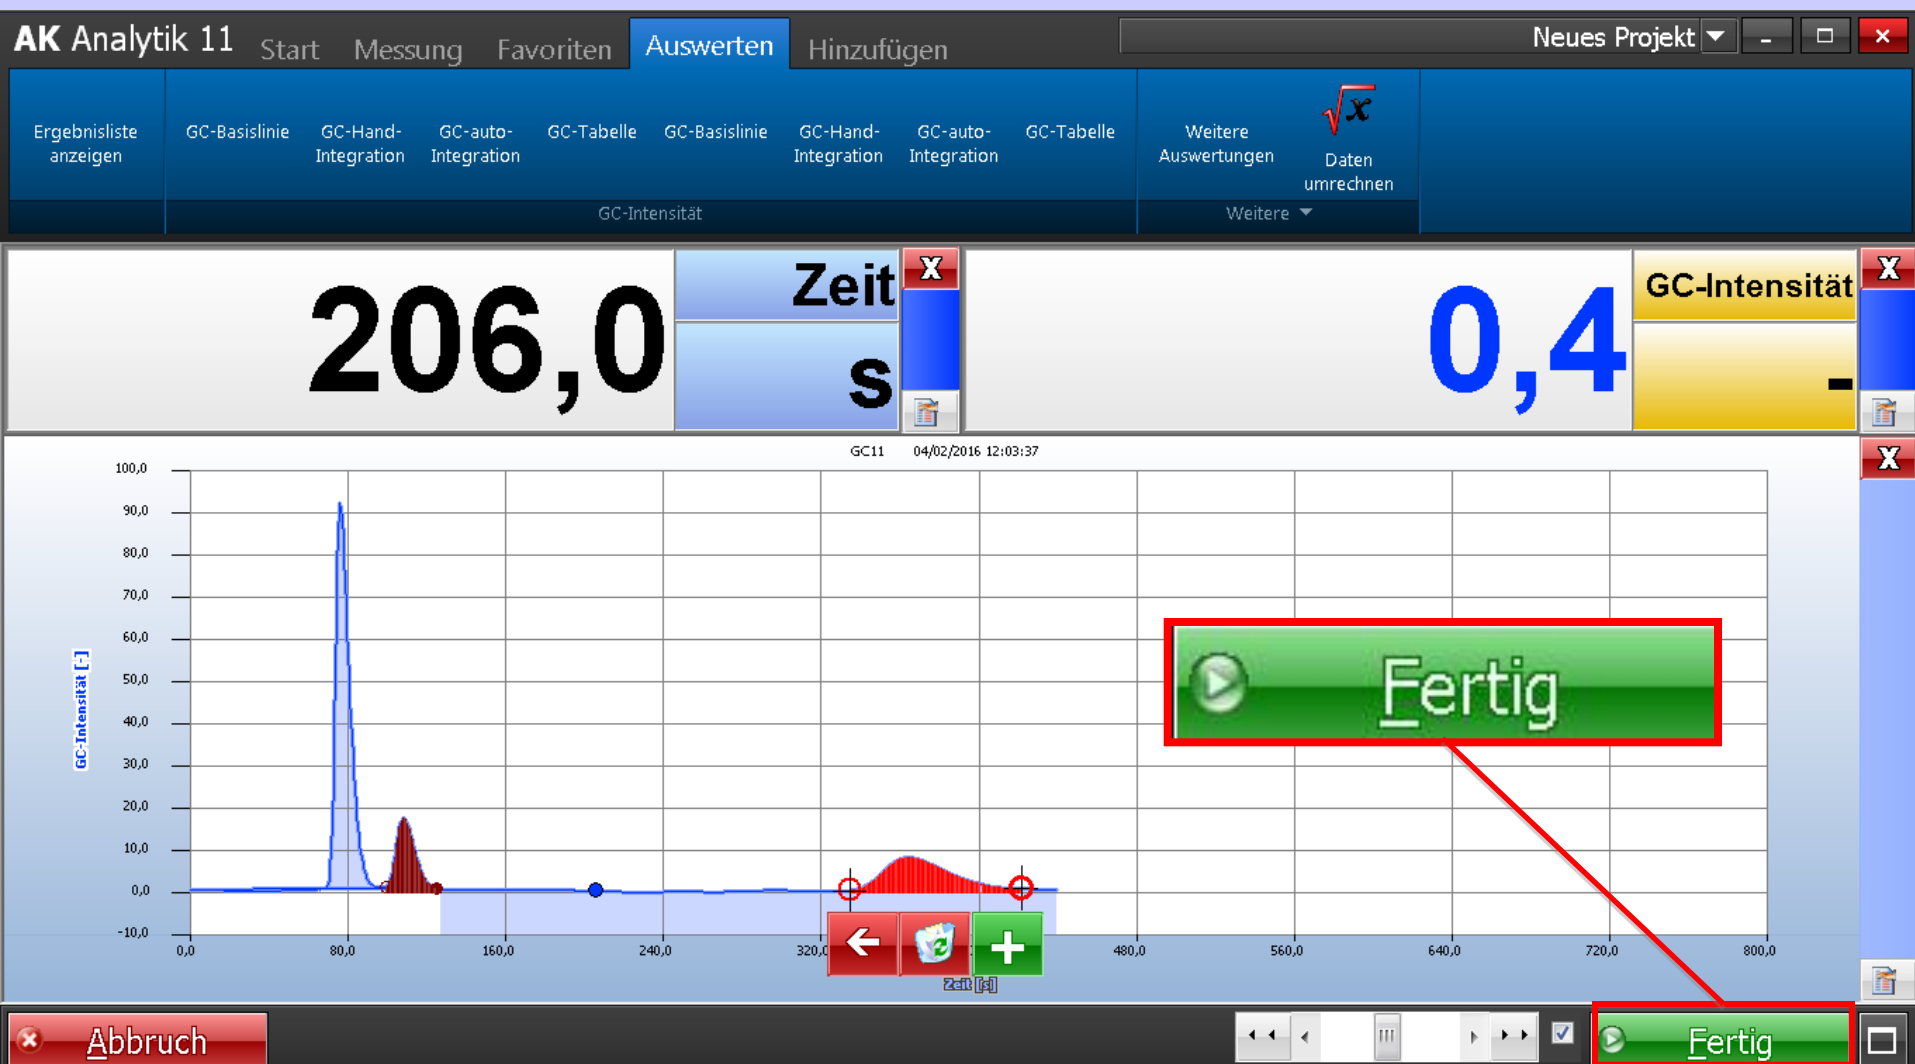 AK Analytik 11 Start Messung Favoriten Auswerten Hinzufügen Neues Projekt
Ergebnisliste
anzeigen
GC-Basislinie
GC-Hand-
Integration
GC-auto-
Integration
GC-Tabelle
GC-Basislinie
GC-Hand-
Integration
GC-auto-
Integration
GC-Tabelle
Weitere
Auswertungen
√x
Daten
umrechnen
GC-Intensität
Weitere
206,0
Zeit
s
X
0,4
GC-Intensität
-
X
GC11 04/02/2016 12:03:37
X
100,0
90,0
80,0
70,0
60,0
50,0
40,0
30,0
20,0
10,0
0,0
-10,0
GC-Intensität [-]
Fertig
0,0 80,0 160,0 240,0 320,0 480,0 560,0 640,0 720,0 800,0
Zeit [s]
Abbruch
Fertig